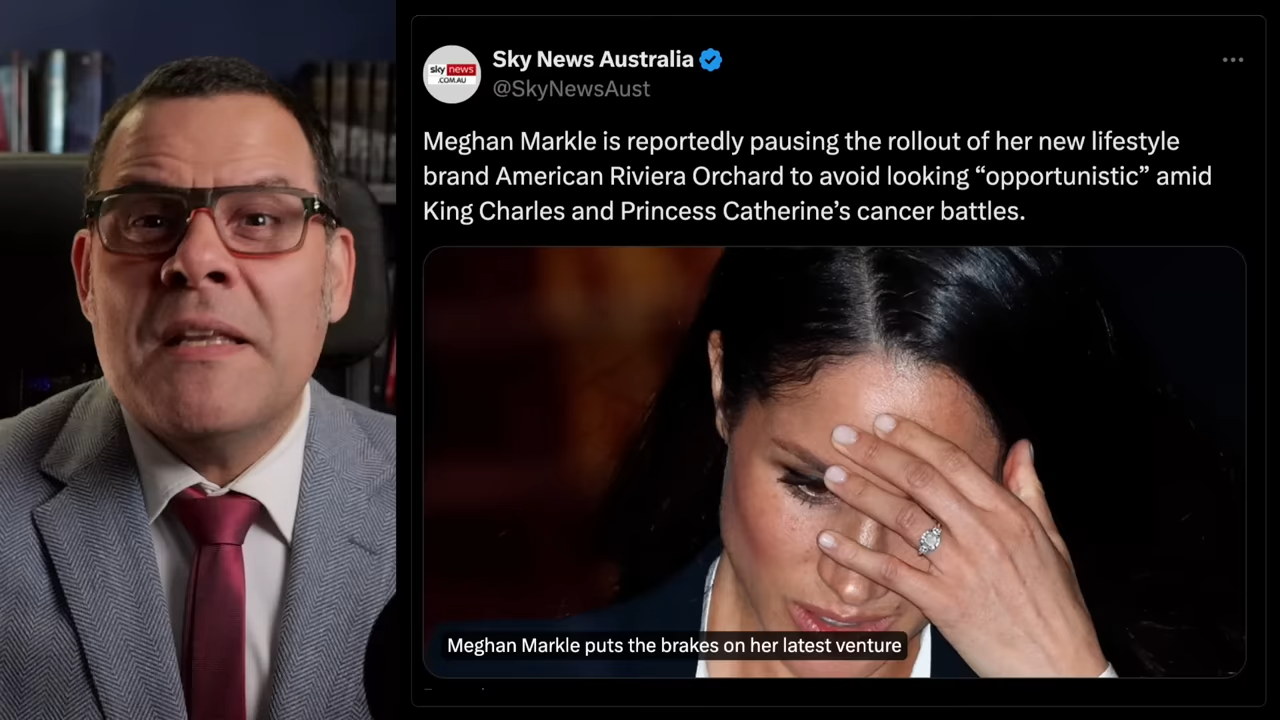 sky news
.COM.AU
Sky News Australia
@SkyNewsAust
Meghan Markle is reportedly pausing the rollout of her new lifestyle
brand American Riviera Orchard to avoid looking “opportunistic” amid
King Charles and Princess Catherine’s cancer battles.
Meghan Markle puts the brakes on her latest venture